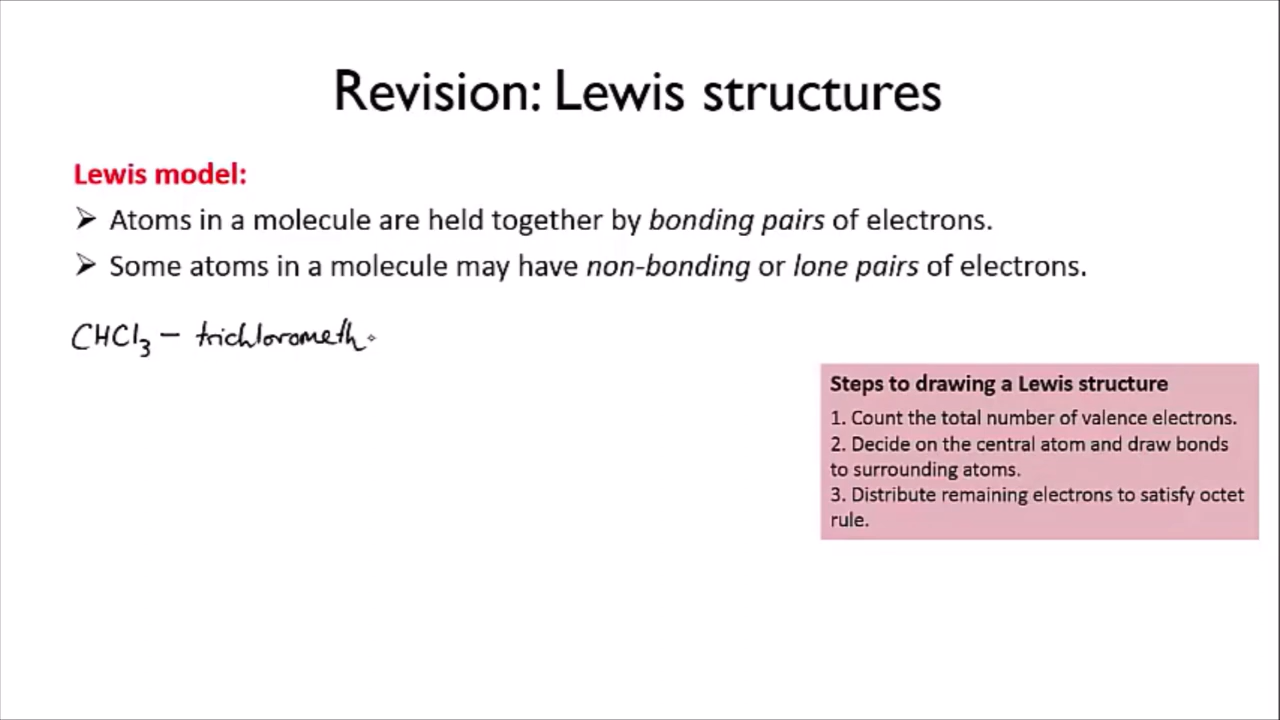 Revision: Lewis structures
Lewis model:
➢ Atoms in a molecule are held together by bonding pairs of electrons.
➢ Some atoms in a molecule may have non-bonding or lone pairs of electrons.
CHCl₃ – trichlorometh
Steps to drawing a Lewis structure
1. Count the total number of valence electrons.
2. Decide on the central atom and draw bonds
to surrounding atoms.
3. Distribute remaining electrons to satisfy octet
rule.